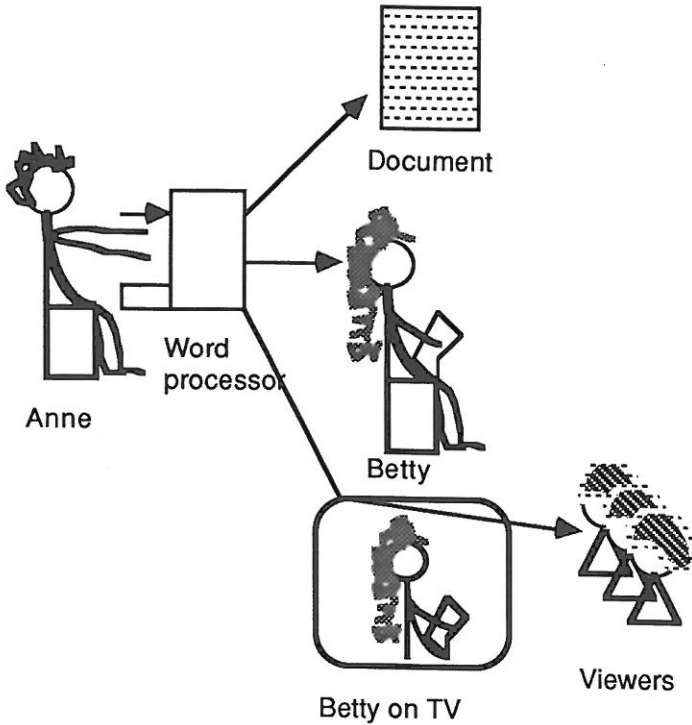 Document
Word
processor
Anne
Betty
Viewers
Betty on TV